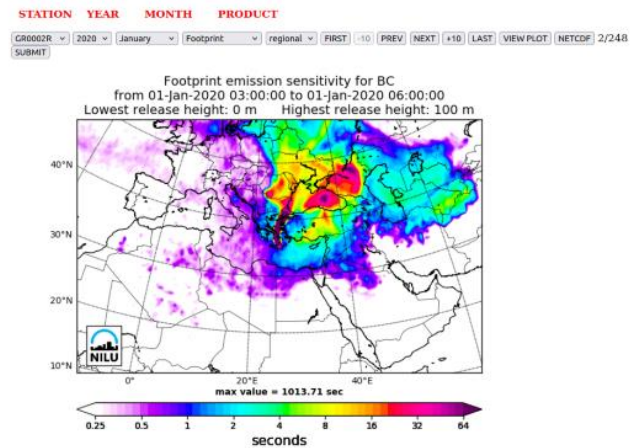 STATION YEAR MONTH PRODUCT
GR0002R 2020 January Footprint regional FIRST -10 PREV NEXT +10 LAST VIEW PLOT NETCDF 2/248
SUBMIT
Footprint emission sensitivity for BC
from 01-Jan-2020 03:00:00 to 01-Jan-2020 06:00:00
Lowest release height: 0 m Highest release height: 100 m
40°N
30°N
20°N
10°N
NILU
0° 20°E 40°E
max value = 1013.71 sec
0.25 0.5 1 2 4 8 16 32 64
seconds